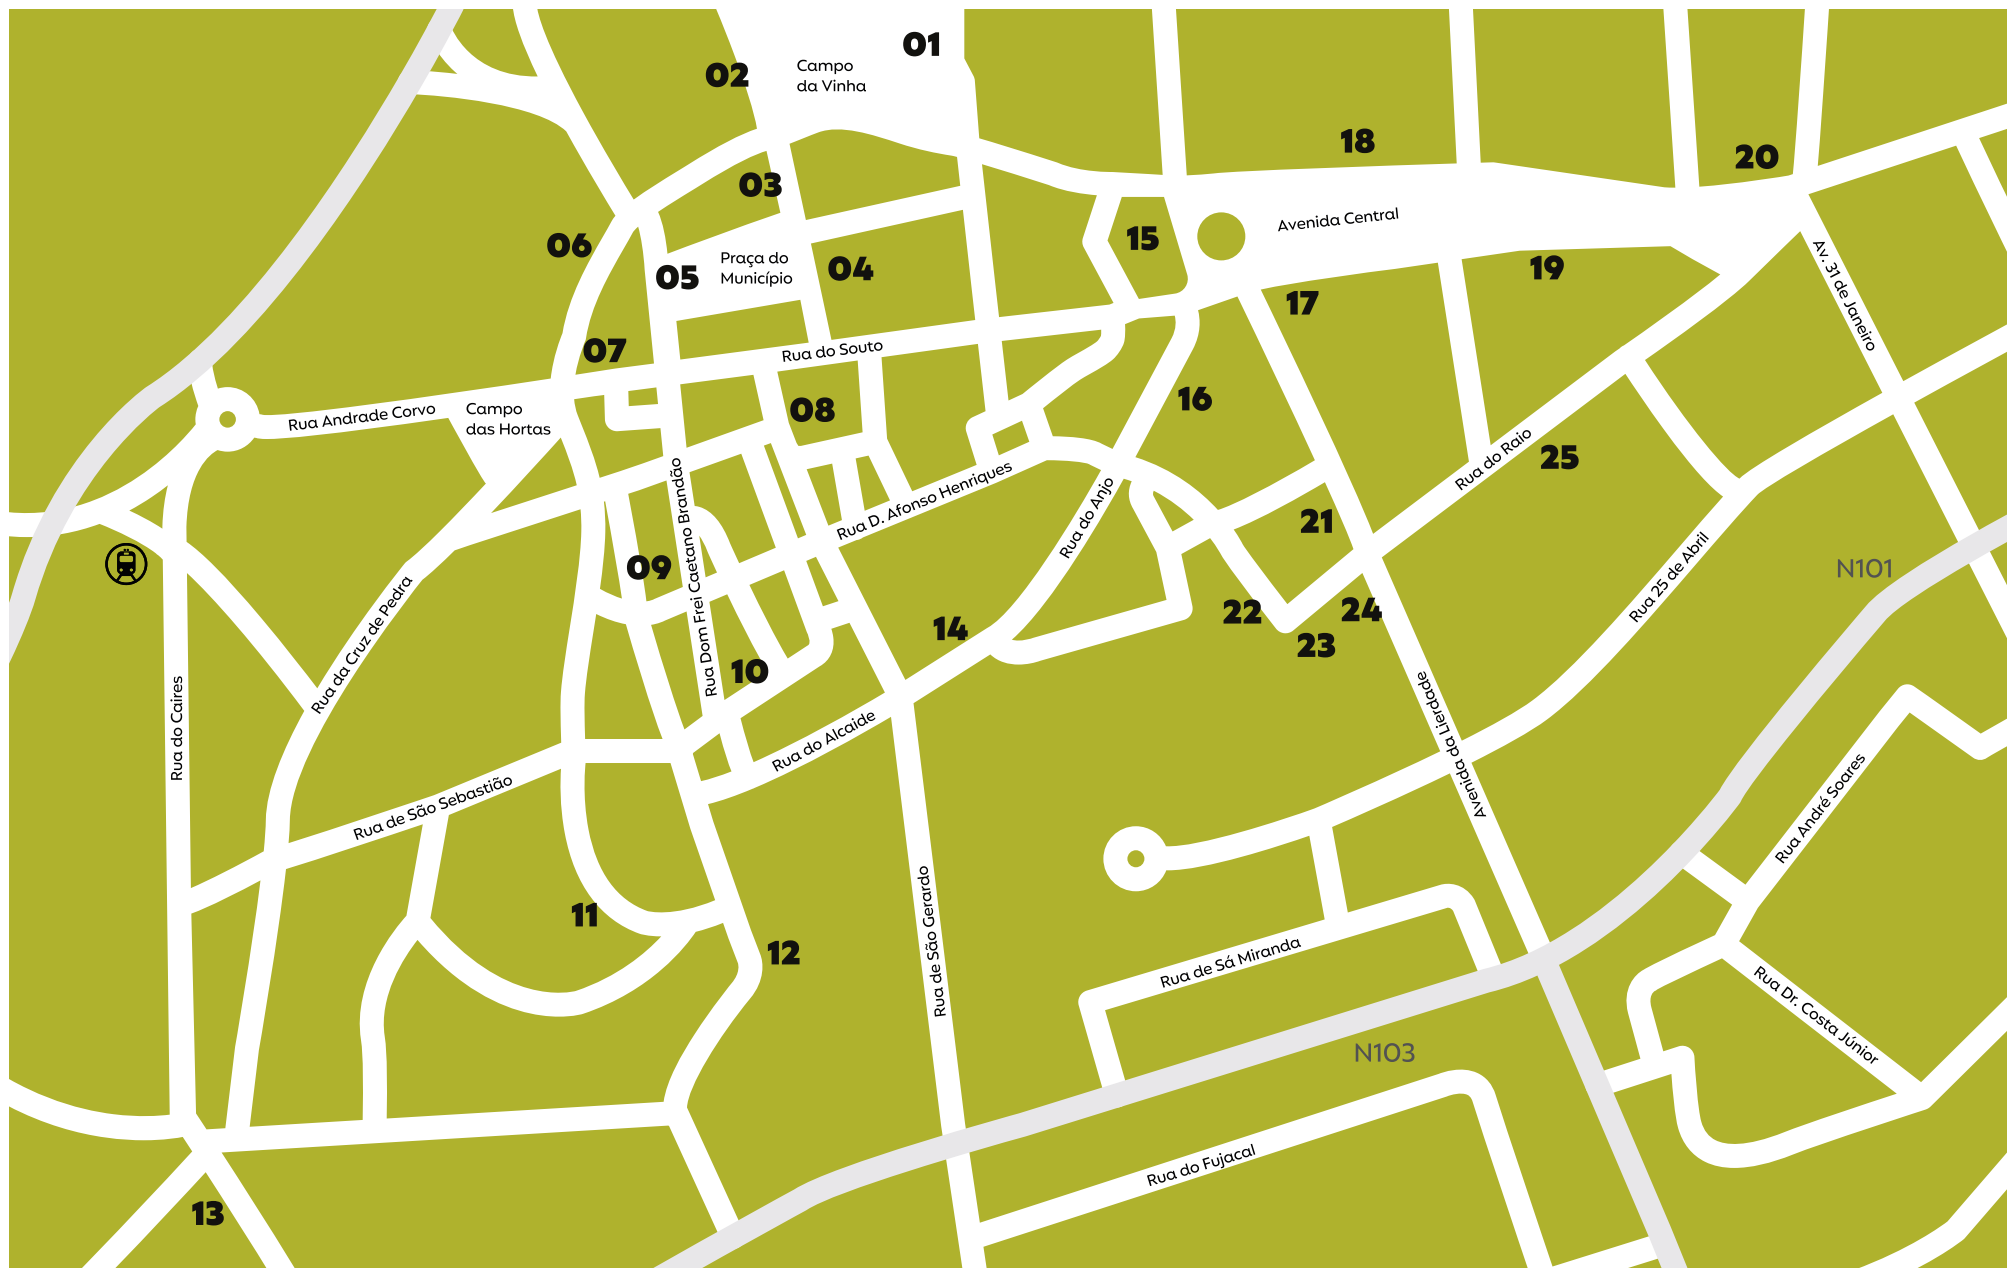 01
02
Campo
da Vinha
18
20
03
06
15
Avenida Central
05
Praça do
Município
04
19
17
Av. 31 de Janeiro
07
Rua do Souto
16
08
Rua Andrade Corvo
Campo
das Hortas
25
Rua do Raio
Rua D. Afonso Henriques
Rua do Anjo
21
Rua Dom Frei Caetano Brandão
09
N101
Rua 25 de Abril
Rua da Cruz de Pedra
22
24
23
14
10
Rua do Caires
Rua do Alcaide
Avenida da Lierdade
Avenida da Lierdade
Rua de São Sebastião
Rua André Soares
11
12
Rua de São Gerardo
Rua de Sá Miranda
Rua Dr. Costa Júnior
N103
Rua do Fujacal
13